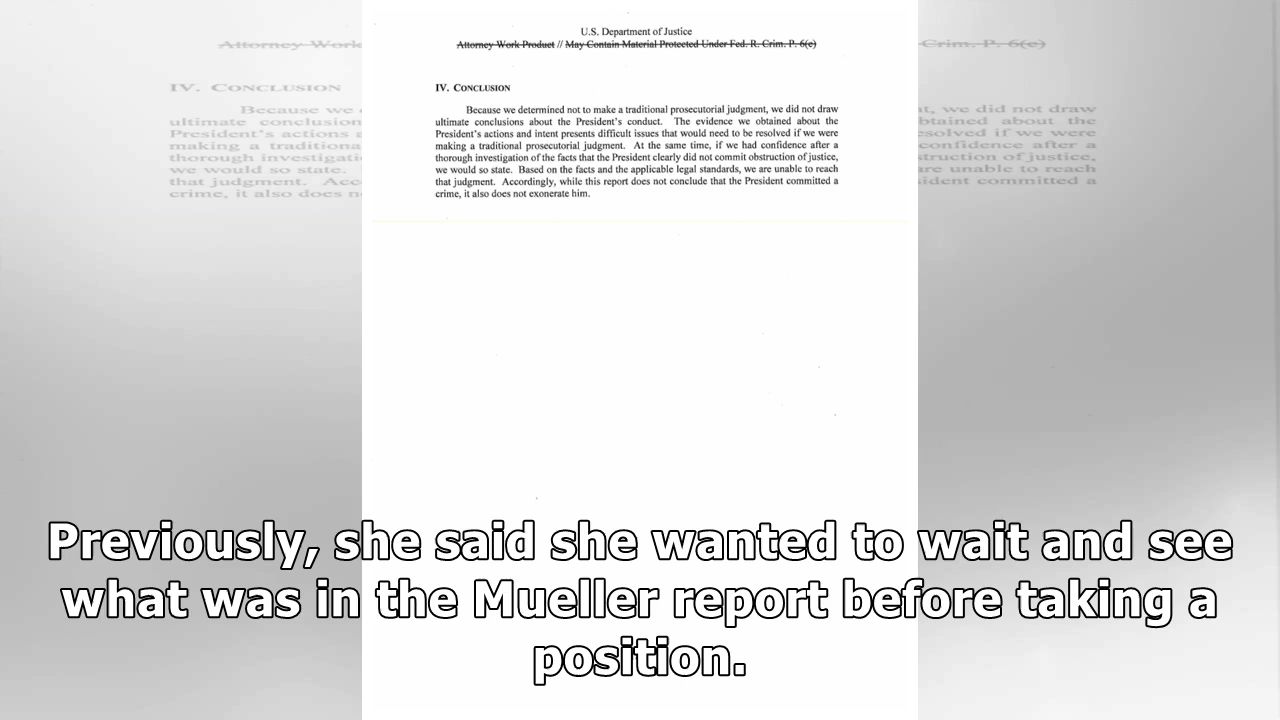 U.S. Department of Justice
Attorney Work Product // May Contain Material Protected Under Fed. R. Crim. P. 6(e)
IV. CONCLUSION
Because we determined not to make a traditional prosecutorial judgment, we did not draw
ultimate conclusions about the President's conduct. The evidence we obtained about the
President's actions and intent presents difficult issues that would need to be resolved if we were
making a traditional prosecutorial judgment. At the same time, if we had confidence after a
thorough investigation of the facts that the President clearly did not commit obstruction of justice,
we would so state. Based on the facts and the applicable legal standards, we are unable to reach
that judgment. Accordingly, while this report does not conclude that the President committed a
crime, it also does not exonerate him.
Previously, she said she wanted to wait and see
what was in the Mueller report before taking a
position.